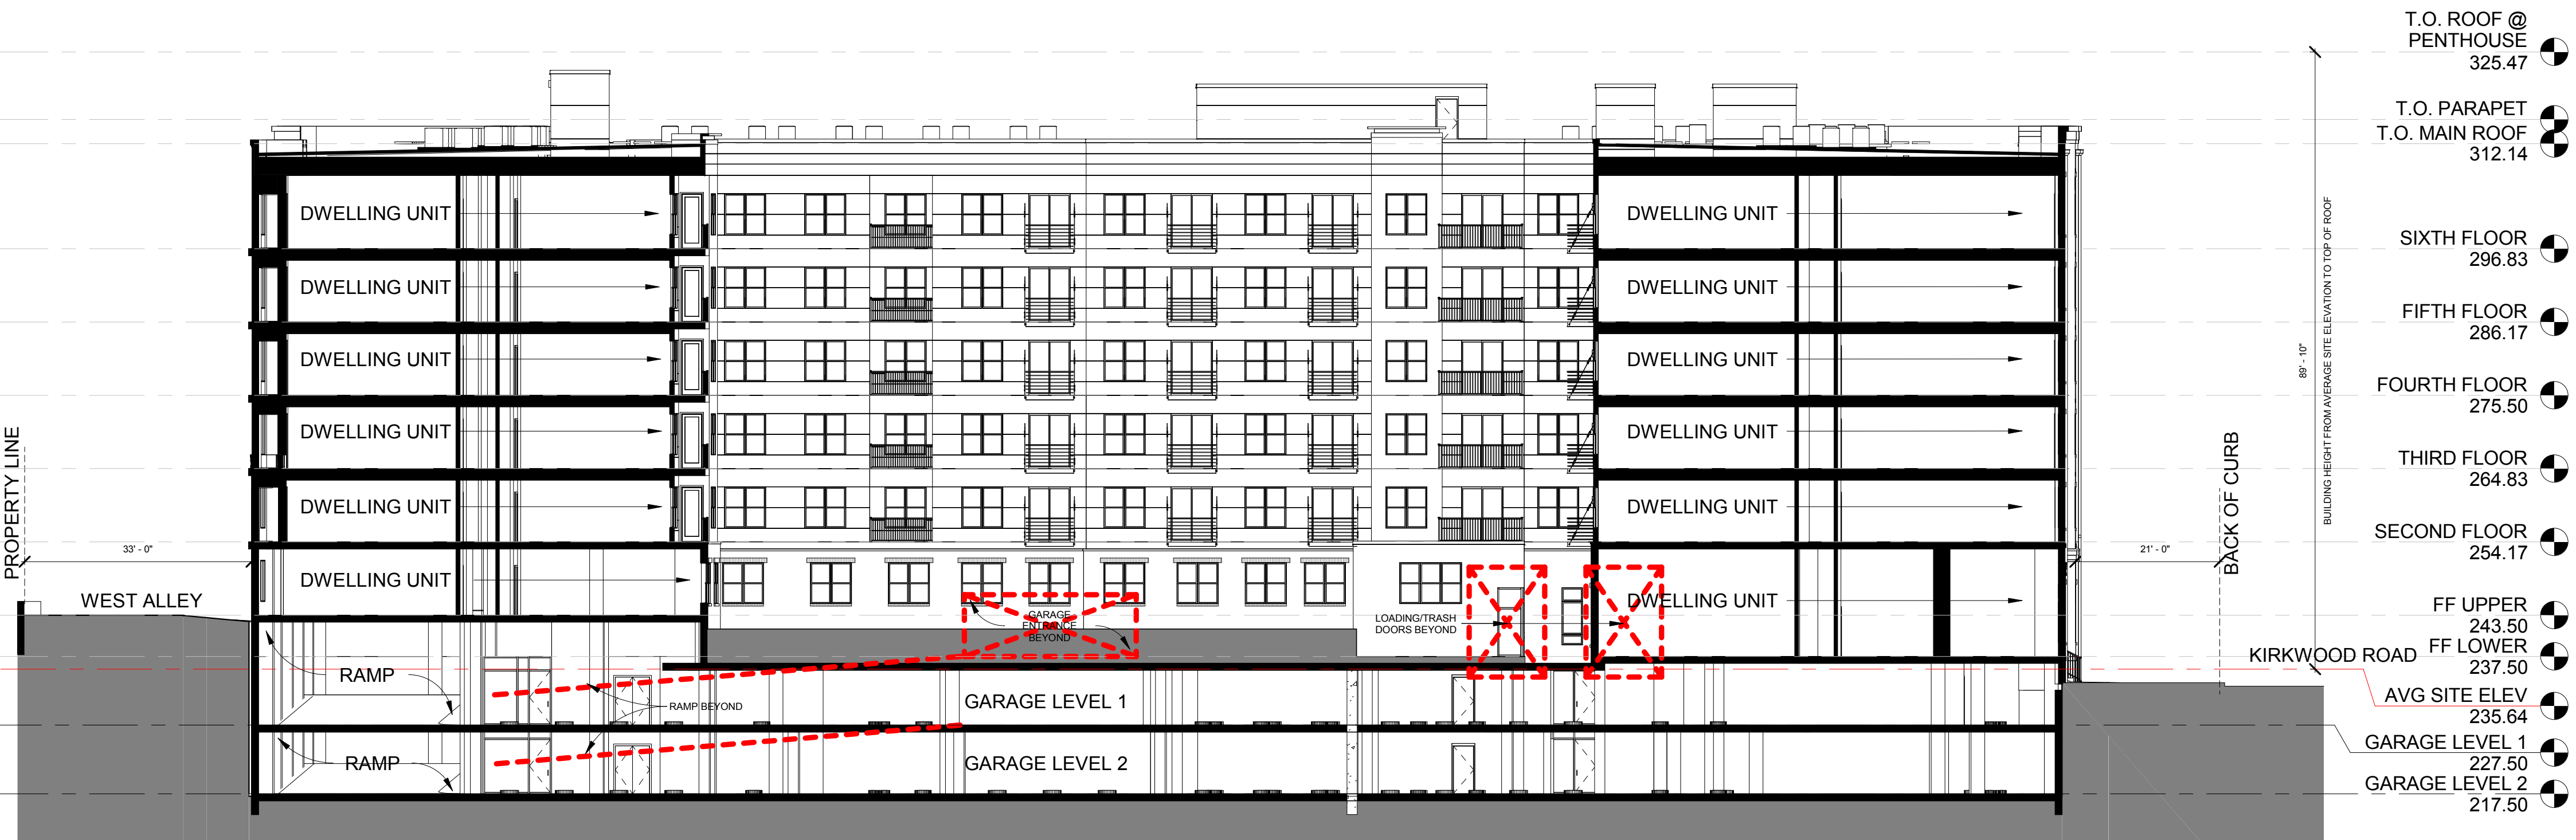 T.O. ROOF @
PENTHOUSE
325.47
T.O. PARAPET
T.O. MAIN ROOF
312.14
DWELLING UNIT
DWELLING UNIT
SIXTH FLOOR
296.83
DWELLING UNIT
DWELLING UNIT
FIFTH FLOOR
286.17
DWELLING UNIT
DWELLING UNIT
89' - 10"
BUILDING HEIGHT FROM AVERAGE SITE ELEVATION TO TOP OF ROOF
FOURTH FLOOR
275.50
DWELLING UNIT
DWELLING UNIT
THIRD FLOOR
264.83
DWELLING UNIT
DWELLING UNIT
PROPERTY LINE
33' - 0"
21' - 0"
BACK OF CURB
SECOND FLOOR
254.17
DWELLING UNIT
DWELLING UNIT
WEST ALLEY
GARAGE
ENTRANCE
BEYOND
LOADING/TRASH
DOORS BEYOND
FF UPPER
243.50
FF LOWER
237.50
KIRKWOOD ROAD
RAMP
RAMP BEYOND
GARAGE LEVEL 1
AVG SITE ELEV
235.64
GARAGE LEVEL 1
227.50
RAMP
GARAGE LEVEL 2
GARAGE LEVEL 2
217.50